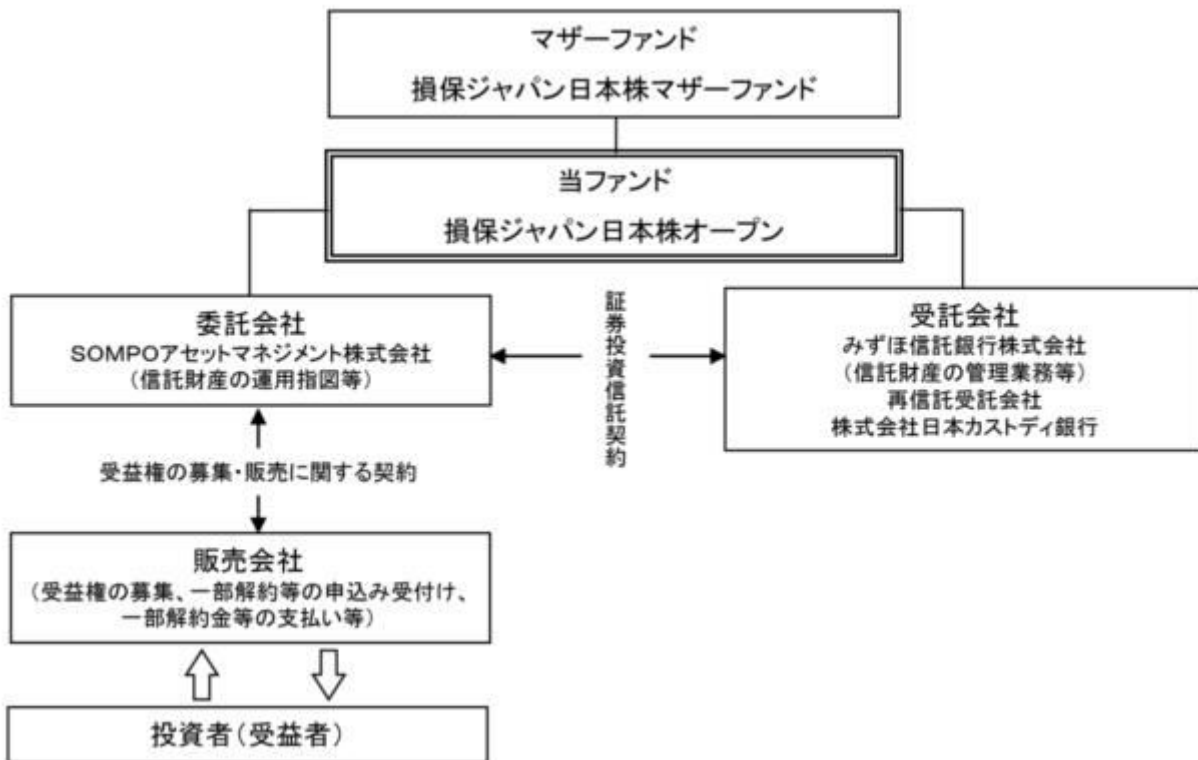 マザーファンド
損保ジャパン日本株マザーファンド
当ファンド
損保ジャパン日本株オープン
委託会社
SOMPOアセットマネジメント株式会社
(信託財産の運用指図等)
証券投資信託契約
受託会社
みずほ信託銀行株式会社
(信託財産の管理業務等)
再信託受託会社
株式会社日本カストディ銀行
受益権の募集・販売に関する契約
販売会社
(受益権の募集、一部解約等の申込み受付け、
一部解約金等の支払い等)
投資者(受益者)